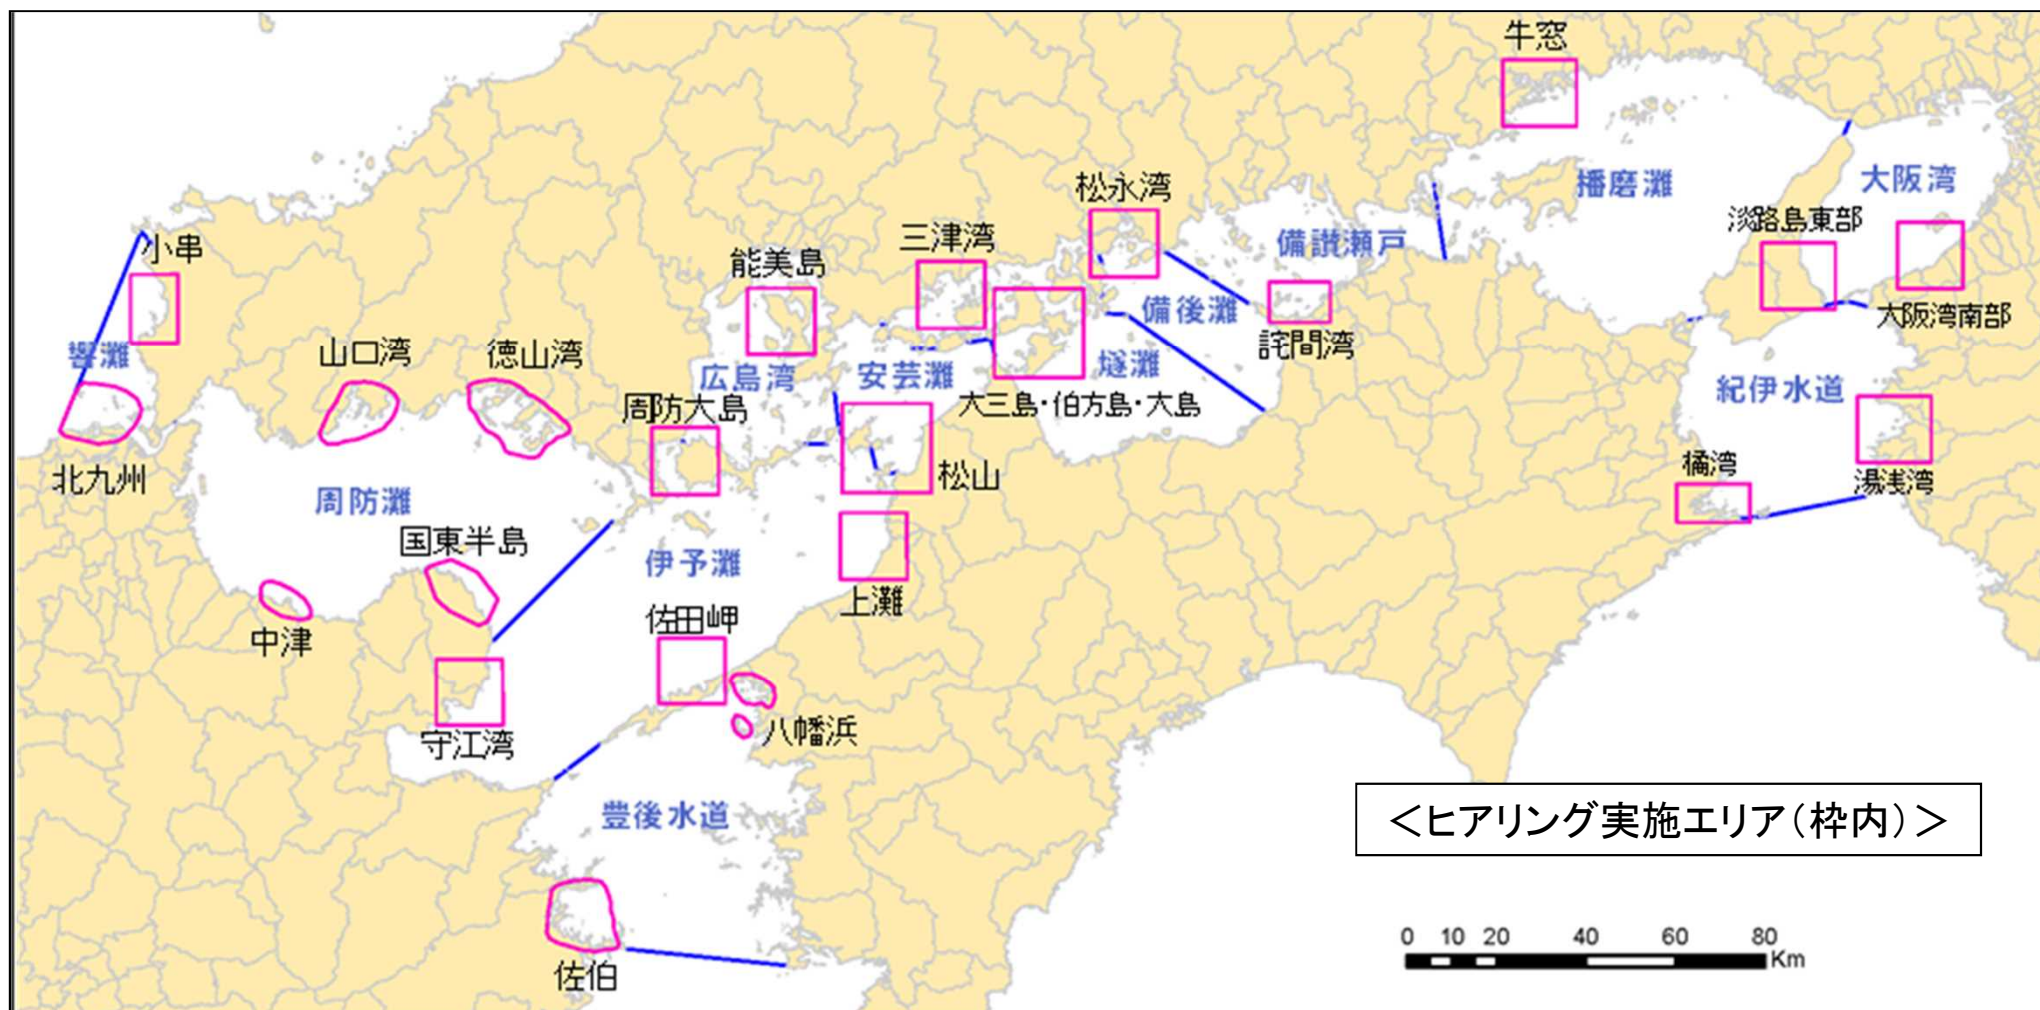 牛窓
播磨灘
大阪湾
松永湾
淡路島東部
三津湾
備讃瀬戸
小串
能美島
備後灘
大阪湾南部
響灘
山口湾
徳山湾
詫間湾
広島湾
安芸灘
燧灘
紀伊水道
周防大島
大三島・伯方島・大島
北九州
松山
橘湾
湯浅湾
周防灘
国東半島
伊予灘
上灘
佐田岬
中津
守江湾
八幡浜
豊後水道
<ヒアリング実施エリア(枠内)>
0 10 20 40 60 80
Km
佐伯